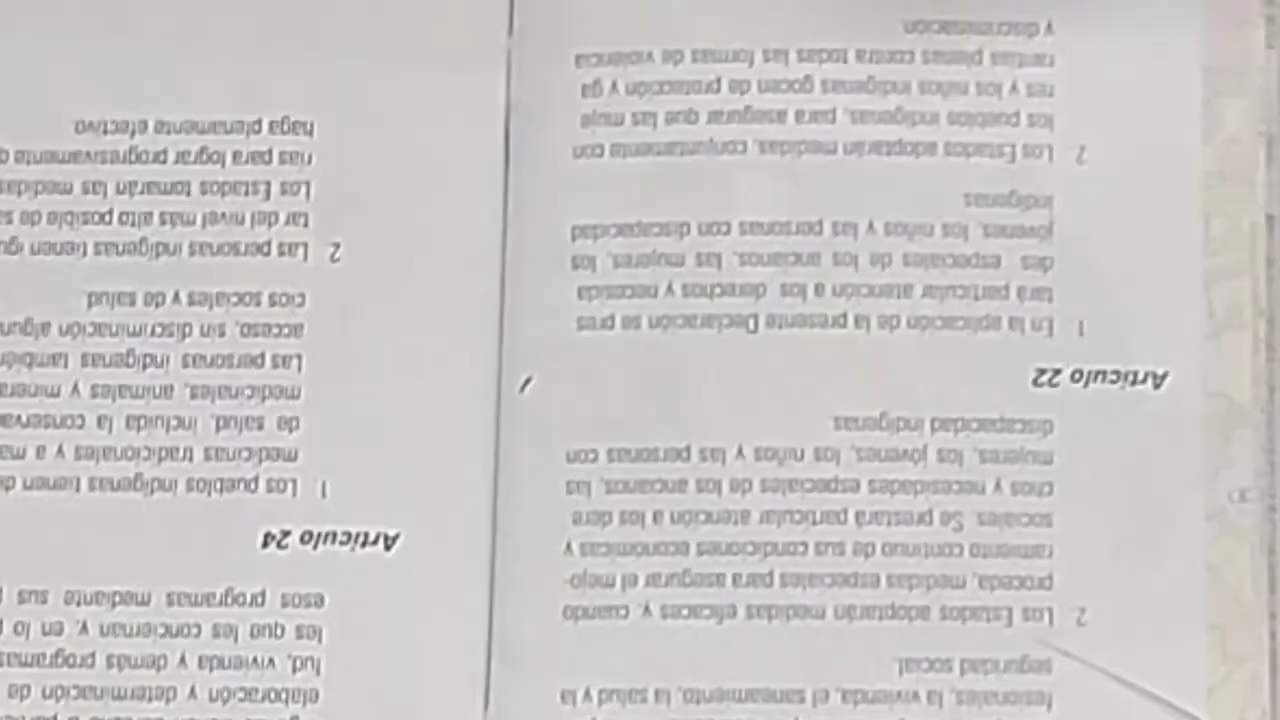 fesionales, la vivienda, el saneamiento, la salud y la
seguridad social.
2. Los Estados adoptarán medidas eficaces y, cuando
proceda, medidas especiales para asegurar el mejo-
ramiento continuo de sus condiciones económicas y
sociales. Se prestará particular atención a los dere
chos y necesidades especiales de los ancianos, las
mujeres, los jóvenes, los niños y las personas con
discapacidad indígenas
Artículo 22
1. En la aplicación de la presente Declaración se pres
tará particular atención a los derechos y necesida
des especiales de los ancianos, las mujeres, los
jóvenes, los niños y las personas con discapacidad
indígenas
2. Los Estados adoptarán medidas, conjuntamente con
los pueblos indígenas, para asegurar que las muje
res y los niños indígenas gocen de protección y ga
rantías plenas contra todas las formas de violencia
y discriminación.
elaboración y determinación de
lud, vivienda y demás programas
les que les conciernan y, en lo
esos programas mediante sus
Artículo 24
1. Los pueblos indígenas tienen
medicinas tradicionales y a ma
de salud, incluida la conserva
medicinales, animales y minera
Las personas indígenas también
acceso, sin discriminación algun
cios sociales y de salud.
2. Las personas indígenas tienen igu
tar del nivel más alto posible de s
Los Estados tomarán las medidas
rias para lograr progresivamente
haga plenamente efectivo.